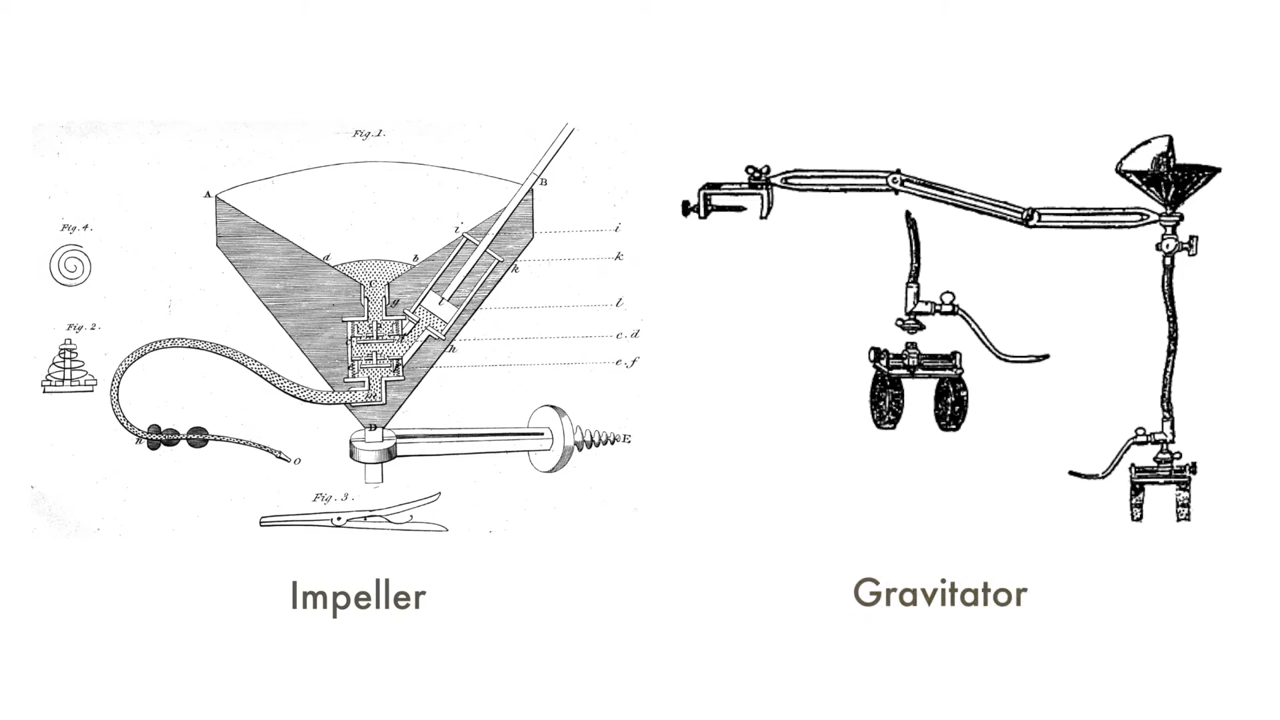 Fig. 1.
A
B
i
i
Fig. 4.
d
b
k
k
g
l
Fig. 2.
c. d
h
e. f
n
D
E
o
Fig. 3.
Impeller
Gravitator